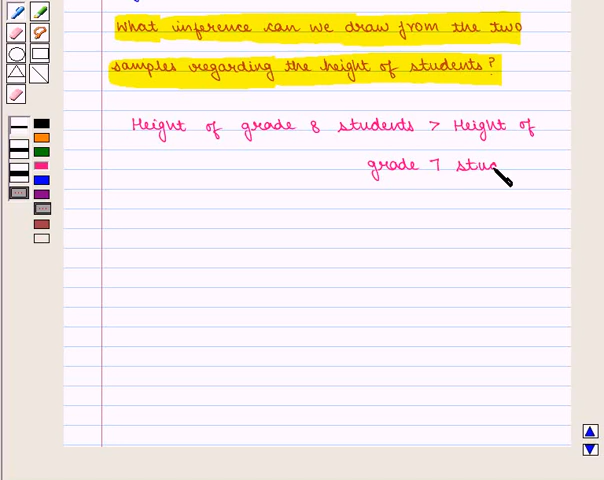 What inference can we draw from the two
samples regarding the height of students?
Height of grade 8 students > Height of
grade 7 stu